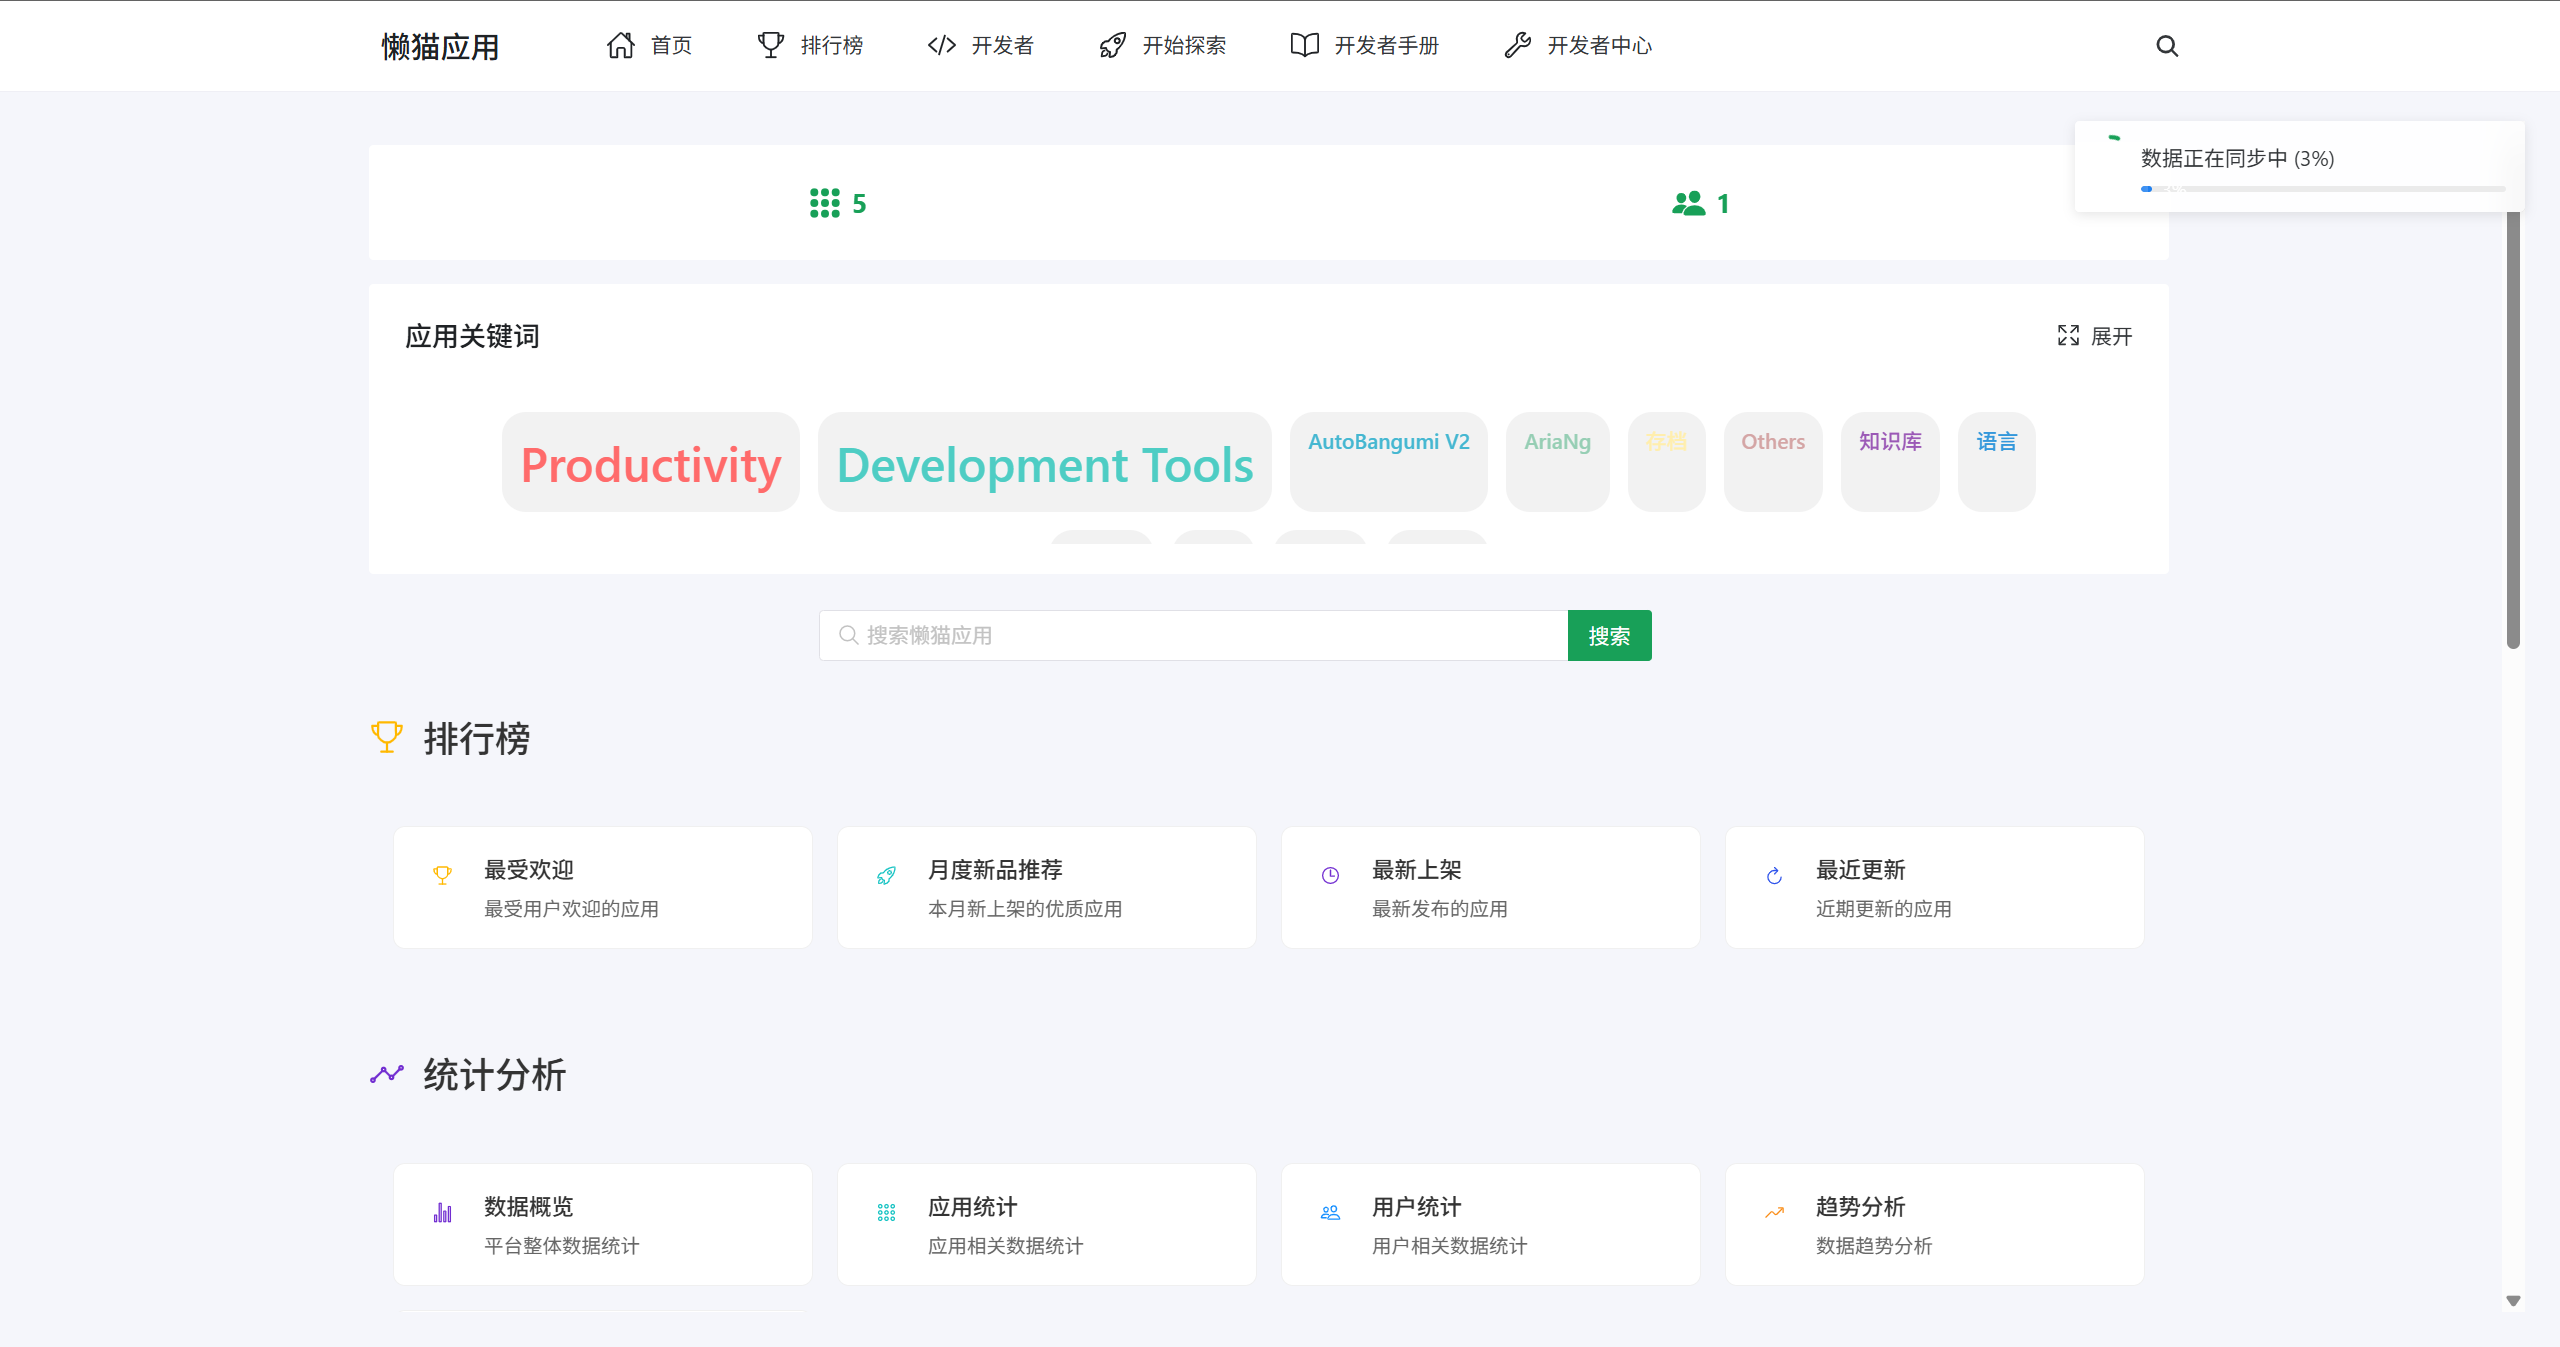 懒猫应用
首页
排行榜
开发者
开始探索
开发者手册
开发者中心
数据正在同步中 (3%)
3%
5
1
应用关键词
展开
Productivity
Development Tools
AutoBangumi V2
AriaNg
存档
Others
知识库
语言
搜索懒猫应用
搜索
排行榜
最受欢迎
最受用户欢迎的应用
月度新品推荐
本月新上架的优质应用
最新上架
最新发布的应用
最近更新
近期更新的应用
统计分析
数据概览
平台整体数据统计
应用统计
应用相关数据统计
用户统计
用户相关数据统计
趋势分析
数据趋势分析